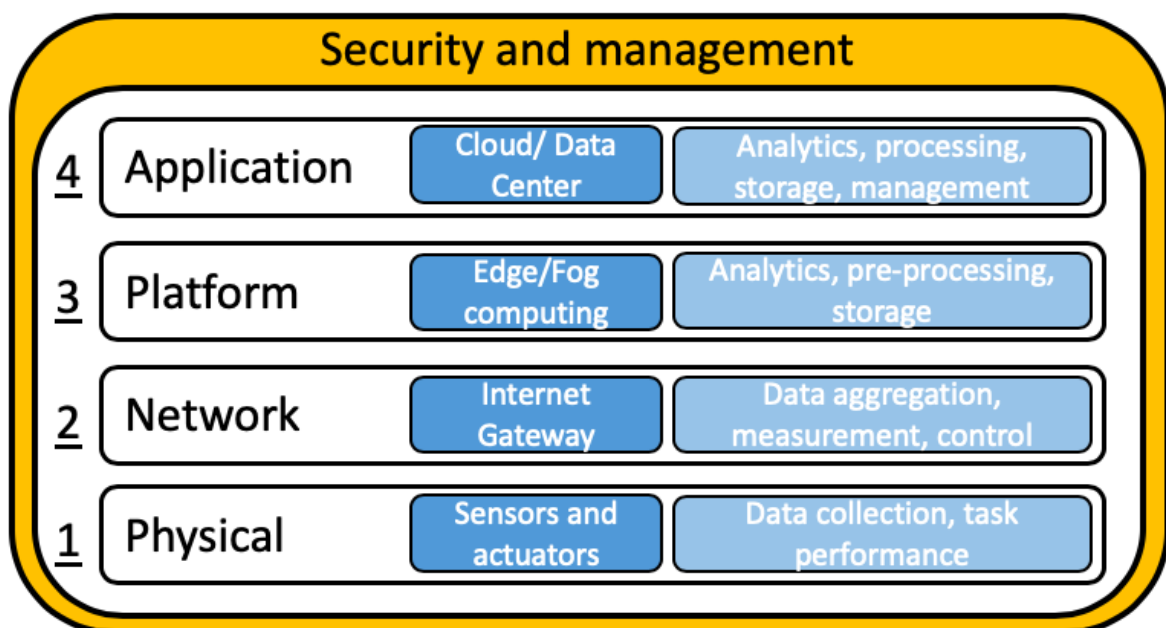 Security and management
4
Application
Cloud/ Data
Center
Analytics, processing,
storage, management
3
Platform
Edge/Fog
computing
Analytics, pre-processing,
storage
2
Network
Internet
Gateway
Data aggregation,
measurement, control
1
Physical
Sensors and
actuators
Data collection, task
performance